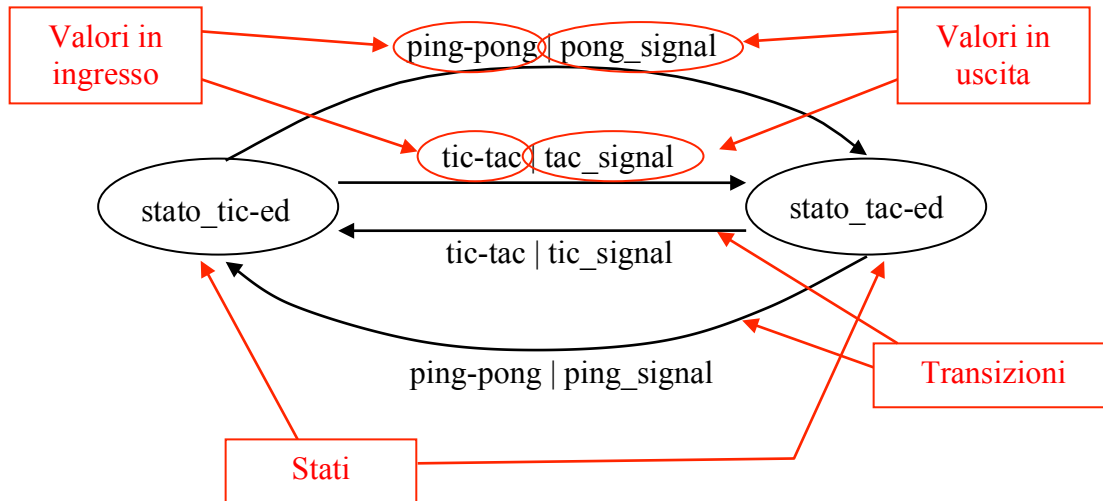 Valori in
ingresso
ping-pong | pong_signal
Valori in
uscita
tic-tac | tac_signal
stato_tic-ed
stato_tac-ed
tic-tac | tic_signal
ping-pong | ping_signal
Transizioni
Stati